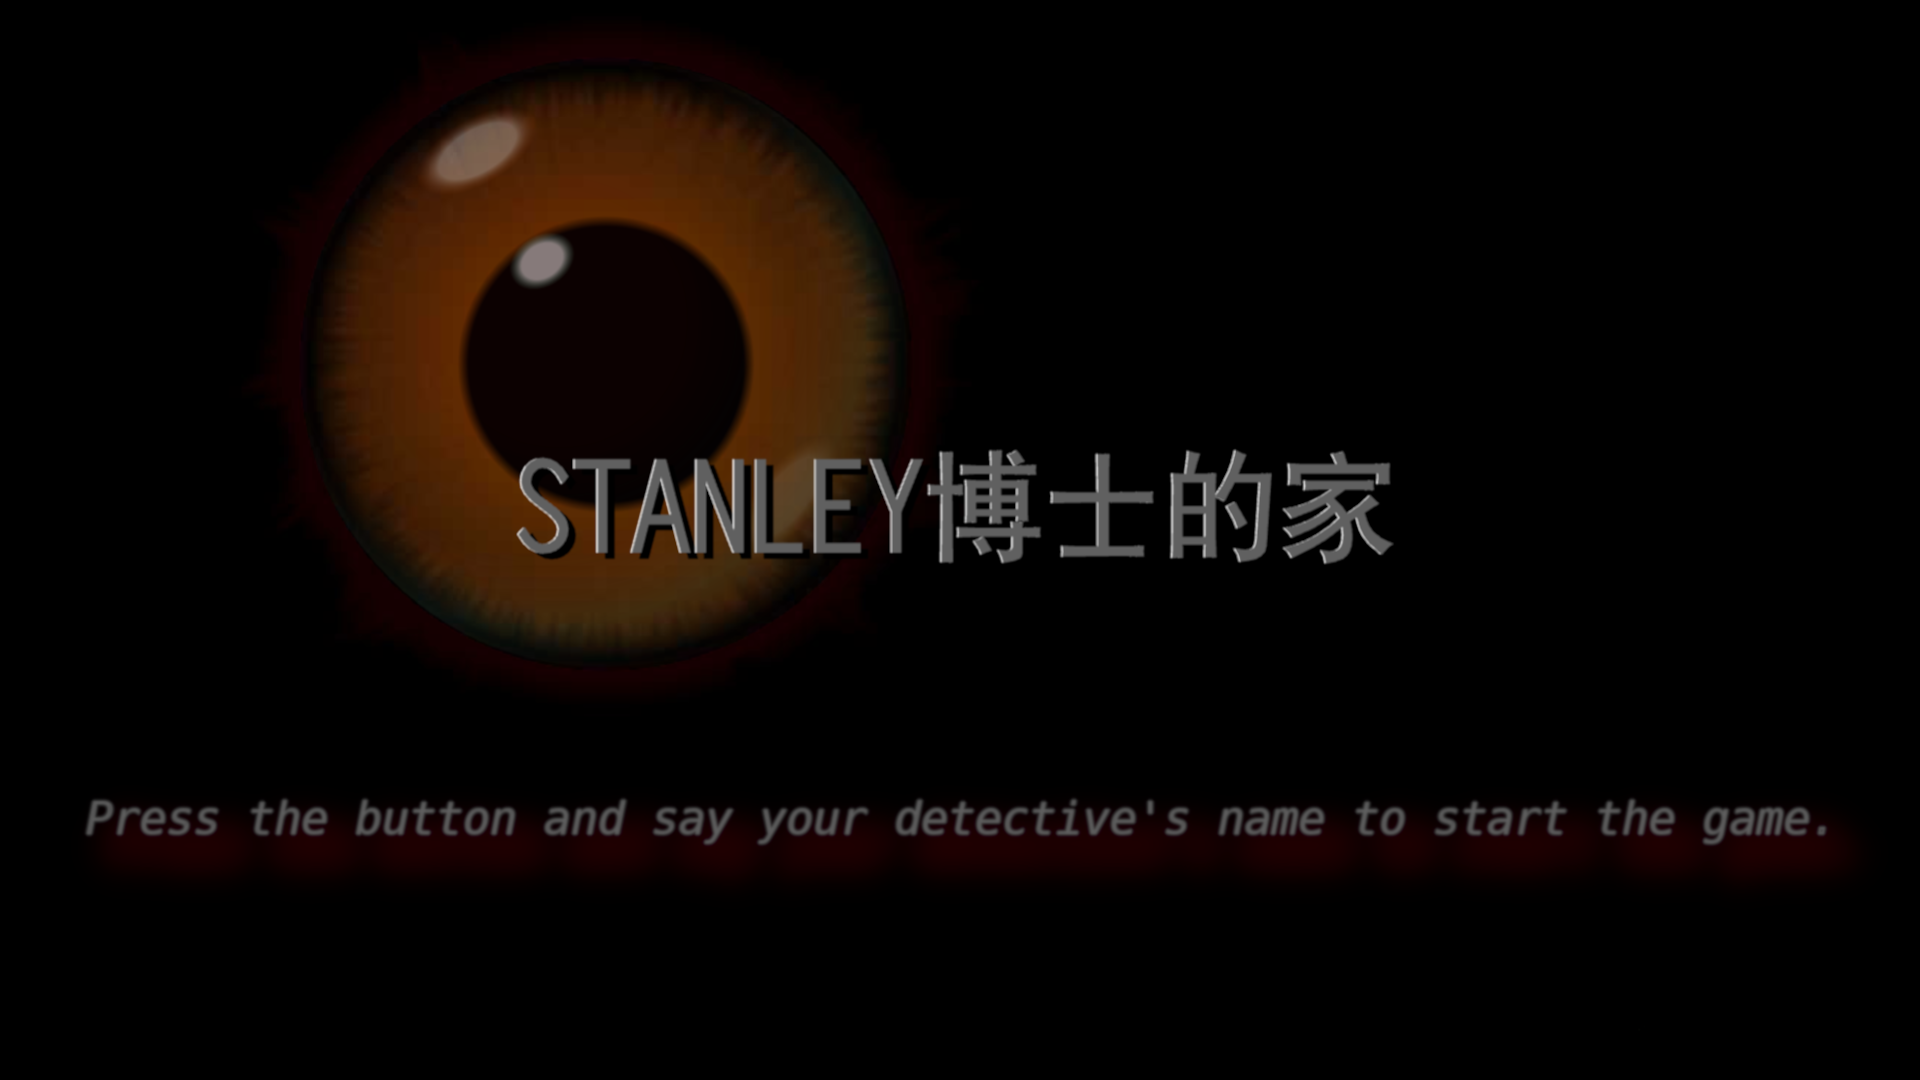 STANLEY博士的家
Press the button and say your detective's name to start the game.